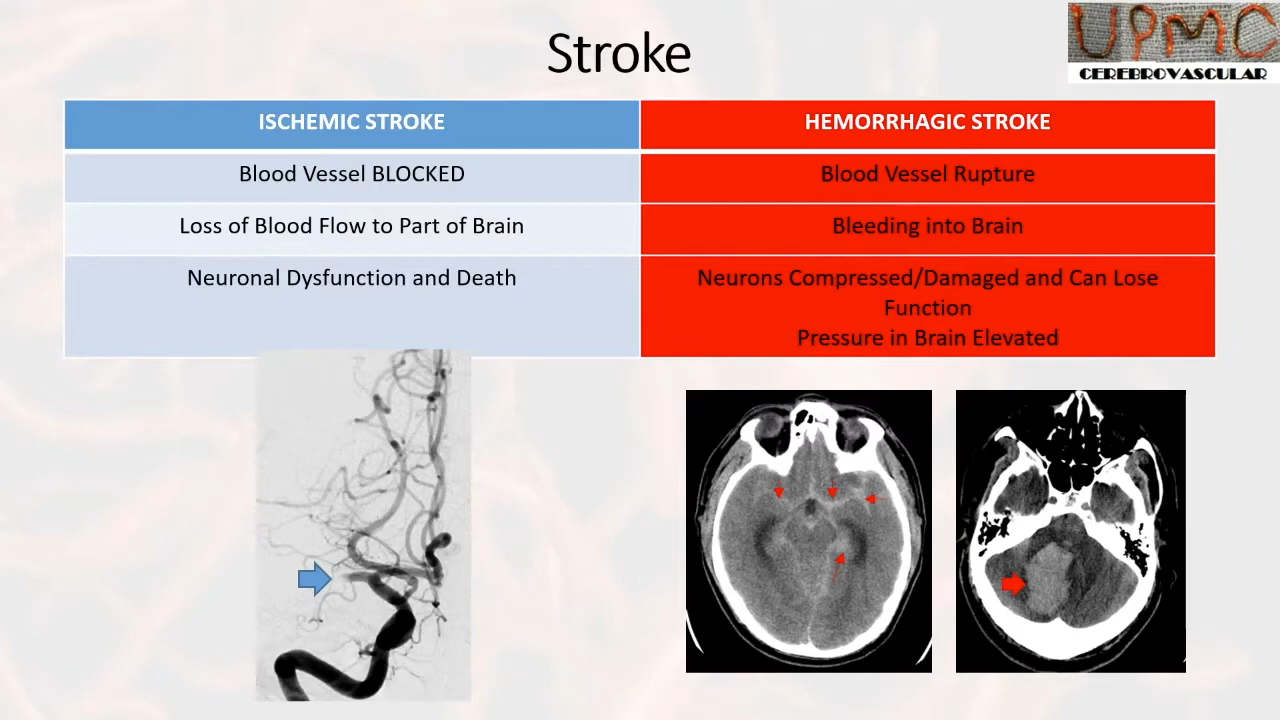 Stroke
UPMC
CEREBROVASCULAR
ISCHEMIC STROKE
HEMORRHAGIC STROKE
Blood Vessel BLOCKED
Blood Vessel Rupture
Loss of Blood Flow to Part of Brain
Bleeding into Brain
Neuronal Dysfunction and Death
Neurons Compressed/Damaged and Can Lose
Function
Pressure in Brain Elevated